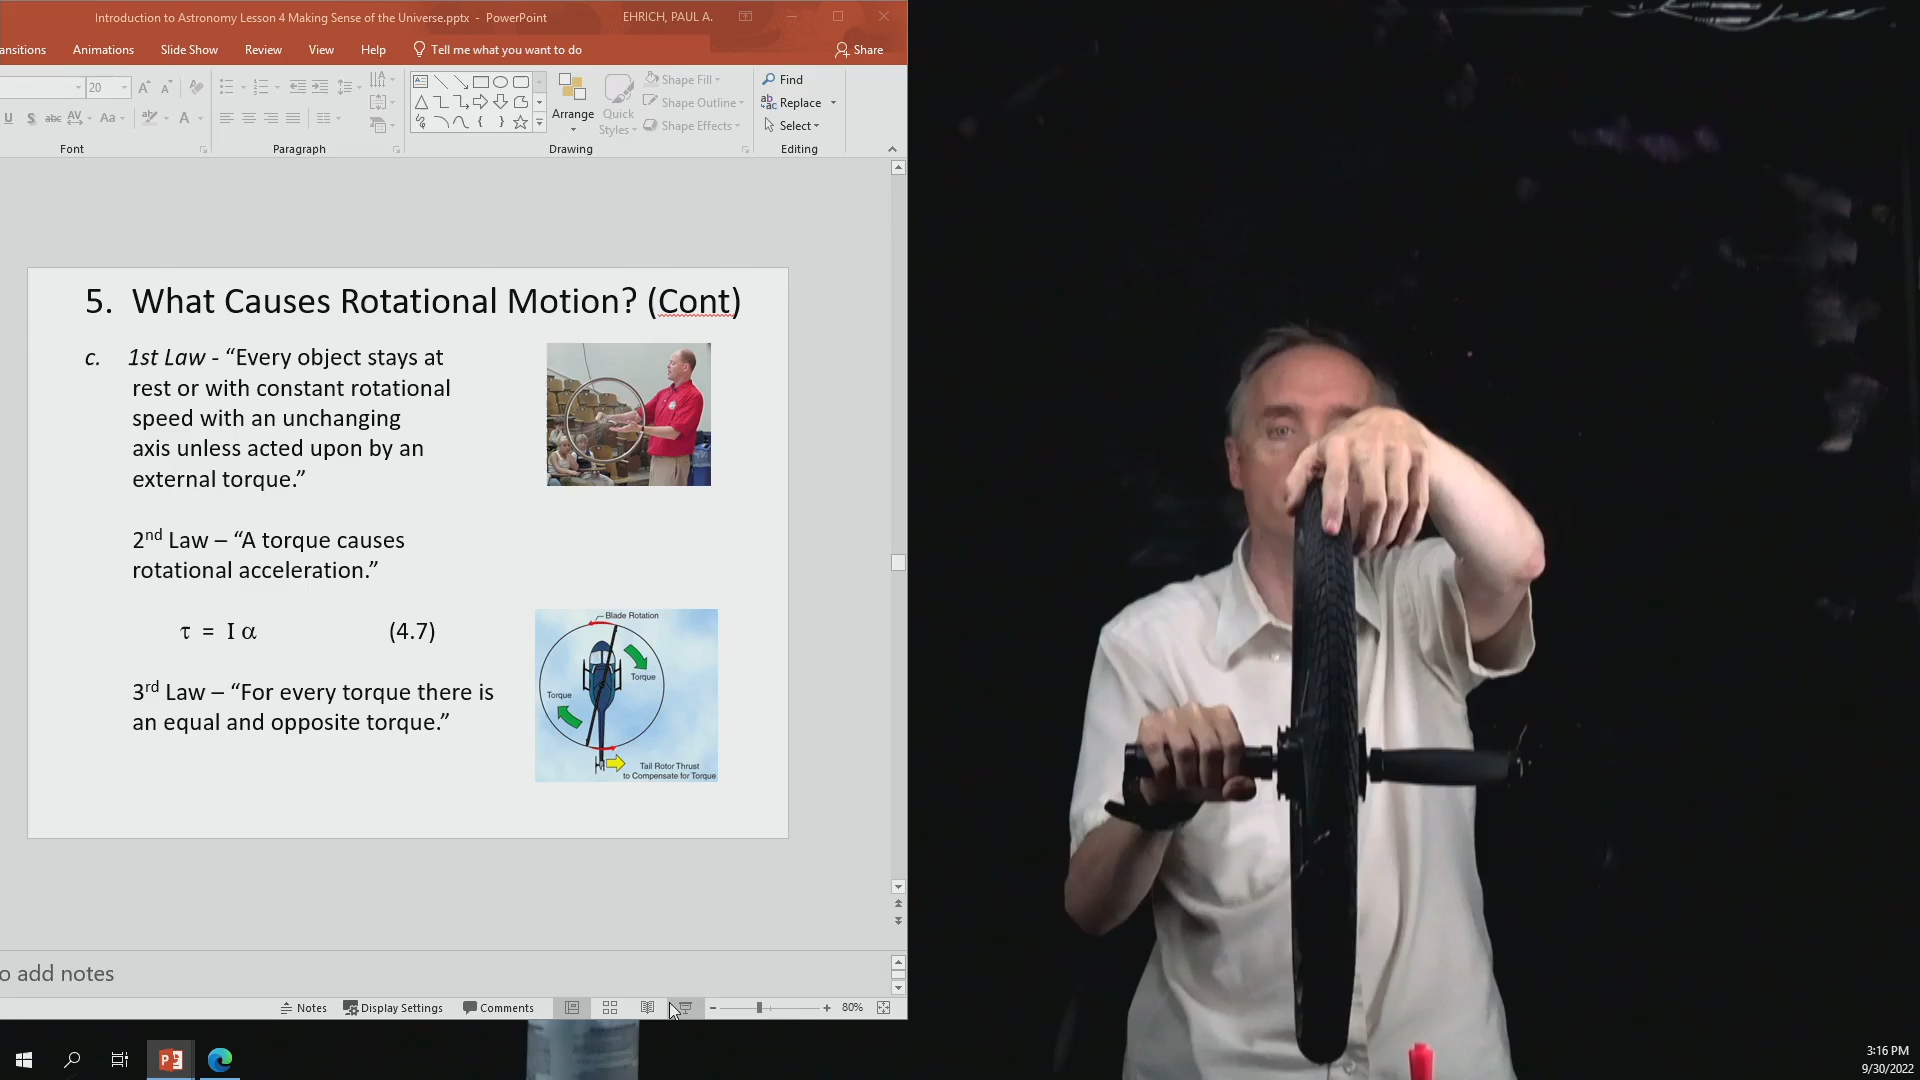 Introduction to Astronomy Lesson 4 Making Sense of the Universe.pptx - PowerPoint
EHRICH, PAUL A.
ansitions Animations Slide Show Review View Help Tell me what you want to do Share
20
Aa
Find
Replace
Select
Arrange
Quick Styles
Shape Fill
Shape Outline
Shape Effects
Font Paragraph Drawing Editing
5. What Causes Rotational Motion? (Cont)
c. 1st Law - “Every object stays at
rest or with constant rotational
speed with an unchanging
axis unless acted upon by an
external torque.”
2nd Law – “A torque causes
rotational acceleration.”
τ = I α (4.7)
3rd Law – “For every torque there is
an equal and opposite torque.”
Blade Rotation
Torque
Torque
Tail Rotor Thrust
to Compensate for Torque
o add notes
Notes Display Settings Comments 80%
3:16 PM
9/30/2022